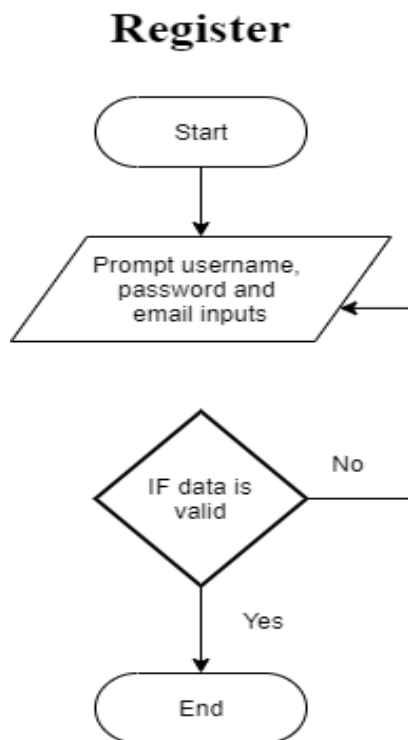 Register
Start
Prompt username,
password and
email inputs
IF data is
valid
No
Yes
End